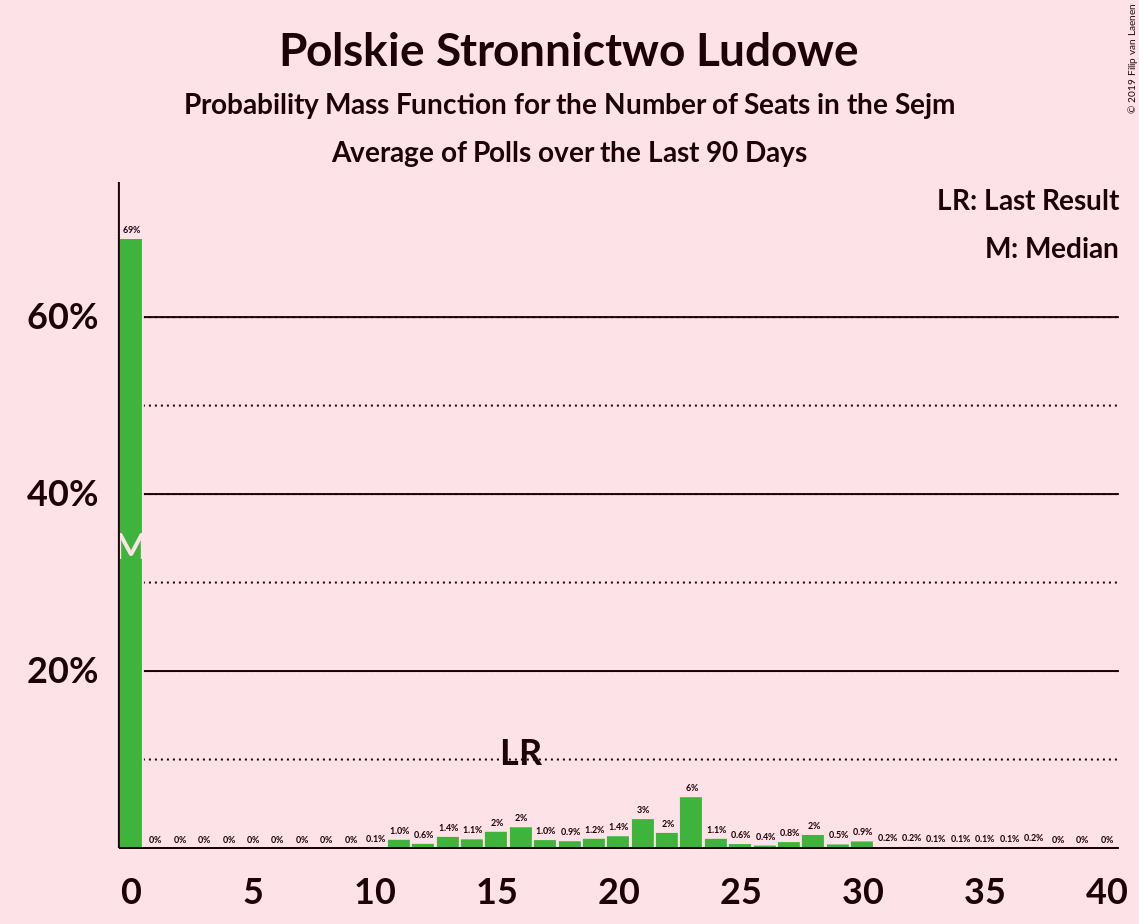 Polskie Stronnictwo Ludowe
Probability Mass Function for the Number of Seats in the Sejm
Average of Polls over the Last 90 Days
© 2019 Filip van Laenen
LR: Last Result
M: Median
69%
60%
40%
M
20%
LR
0% 0% 0% 0% 0% 0% 0% 0% 0% 0.1% 1.0% 0.6% 1.4% 1.1% 2% 2% 1.0% 0.9% 1.2% 1.4% 3% 2% 6% 1.1% 0.6% 0.4% 0.8% 2% 0.5% 0.9% 0.2% 0.2% 0.1% 0.1% 0.1% 0.1% 0.2% 0% 0% 0%
0 5 10 15 20 25 30 35 40